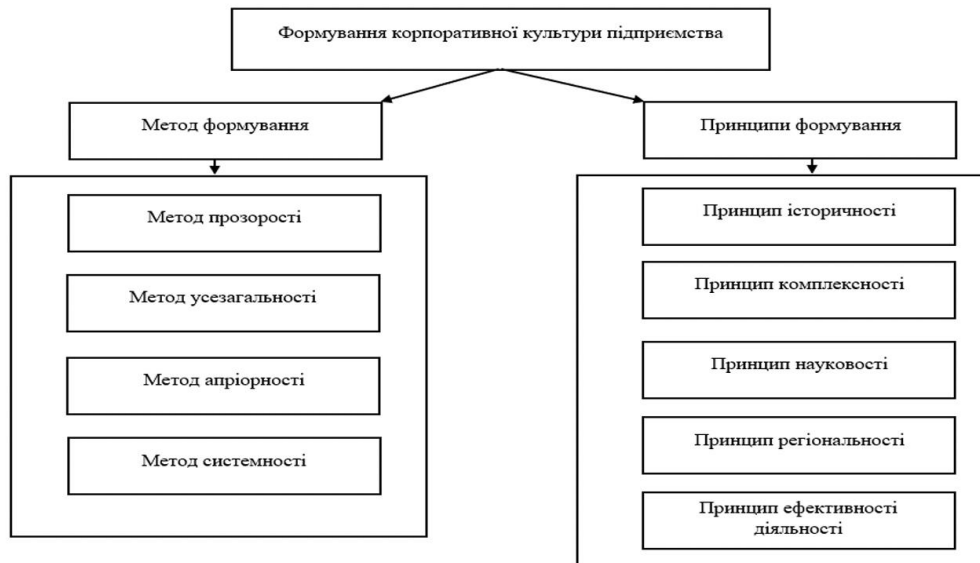 Формування корпоративної культури підприємства
Метод формування
Метод прозорості
Метод усезагальності
Метод апріорності
Метод системності
Принципи формування
Принцип історичності
Принцип комплексності
Принцип науковості
Принцип регіональності
Принцип ефективності
діяльності